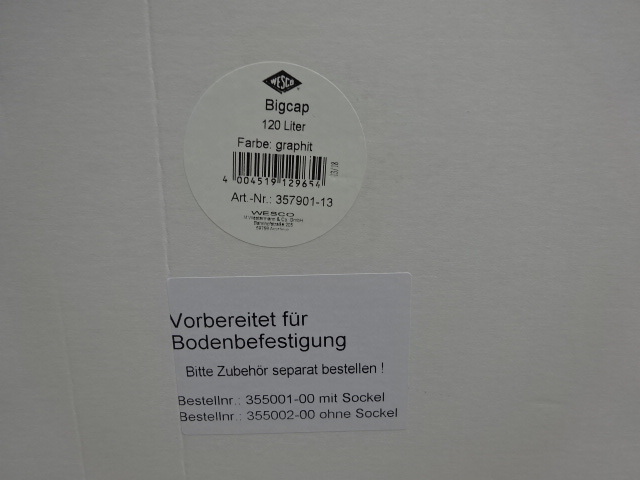 WESCO
Bigcap
120 Liter
Farbe: graphit
4 004519 129654
Art.-Nr.: 357901-13
WESCO
Vorbereitet für
Bodenbefestigung
Bitte Zubehör separat bestellen !
Bestellnr.: 355001-00 mit Sockel
Bestellnr.: 355002-00 ohne Sockel